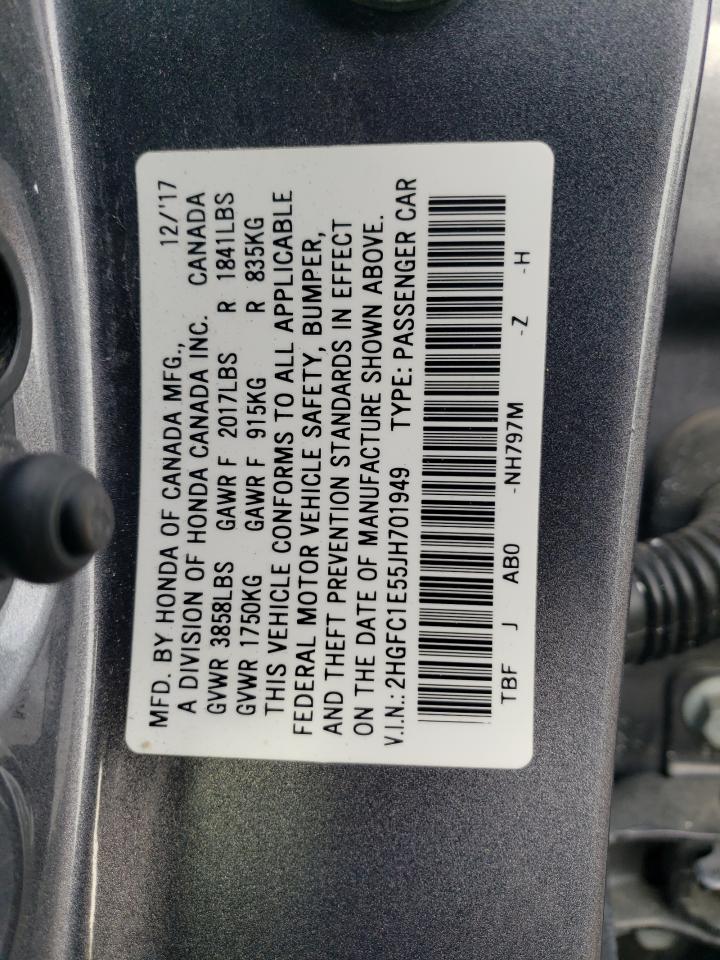 MFD. BY HONDA OF CANADA MFG., 12/'17
A DIVISION OF HONDA CANADA INC. CANADA
GVWR 3858LBS GAWR F 2017LBS R 1841LBS
GVWR 1750KG GAWR F 915KG R 835KG
THIS VEHICLE CONFORMS TO ALL APPLICABLE
FEDERAL MOTOR VEHICLE SAFETY, BUMPER,
AND THEFT PREVENTION STANDARDS IN EFFECT
ON THE DATE OF MANUFACTURE SHOWN ABOVE.
V.I.N.: 2HGFC1E55JH701949 TYPE: PASSENGER CAR
TBF J AB0 -NH797M -Z -H